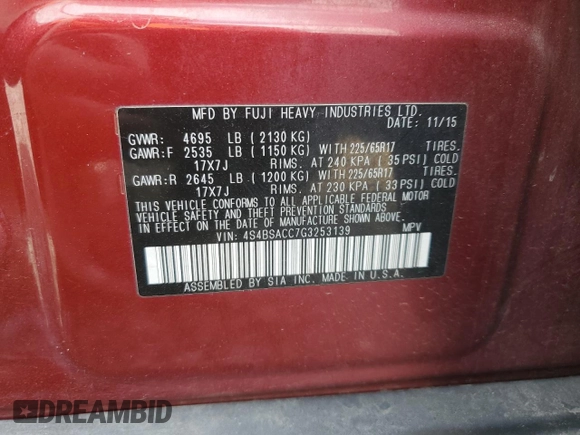 MFD BY FUJI HEAVY INDUSTRIES LTD.
DATE: 11/15
GVWR: 4695 LB ( 2130 KG)
GAWR:F 2535 LB ( 1150 KG) WITH 225/65R17 TIRES.
17X7J RIMS. AT 240 KPA ( 35 PSI) COLD
GAWR:R 2645 LB ( 1200 KG) WITH 225/65R17 TIRES.
17X7J RIMS. AT 230 KPA ( 33 PSI) COLD
THIS VEHICLE CONFORMS TO ALL APPLICABLE FEDERAL MOTOR
VEHICLE SAFETY AND THEFT PREVENTION STANDARDS IN
EFFECT ON THE DATE OF MANUFACTURE SHOWN ABOVE.
VIN: 4S4BSACC7G3253139 MPV
ASSEMBLED BY SIA INC. MADE IN U.S.A.
DREAMBID